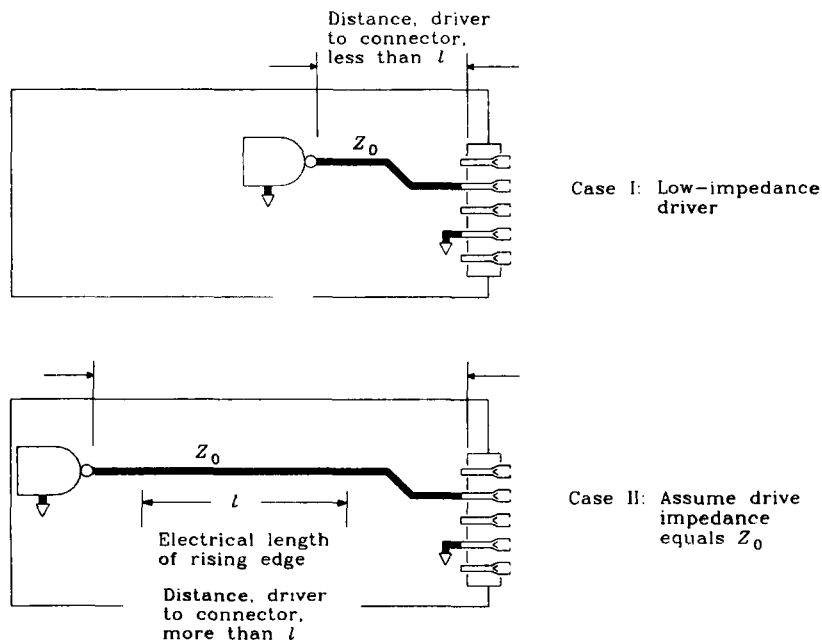 Distance, driver
to connector,
less than l
Z0
Case I: Low-impedance
driver
Z0
l
Electrical length
of rising edge
Distance, driver
to connector,
more than l
Case II: Assume drive
impedance
equals Z0